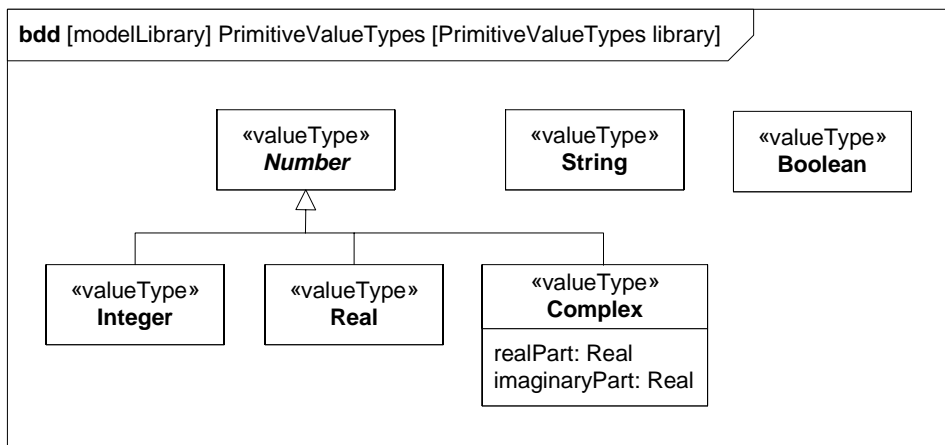 bdd [modelLibrary] PrimitiveValueTypes [PrimitiveValueTypes library]
«valueType»
Number
«valueType»
String
«valueType»
Boolean
«valueType»
Integer
«valueType»
Real
«valueType»
Complex
realPart: Real
imaginaryPart: Real